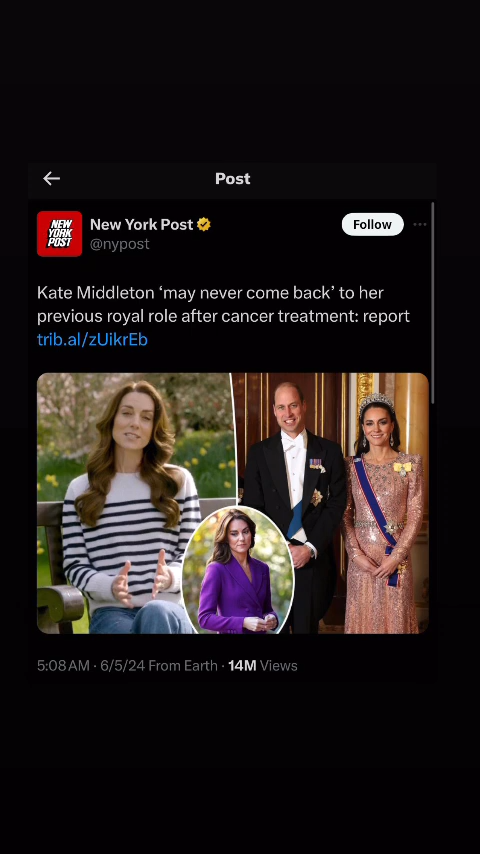 Post
NEW
YORK
POST
New York Post
@nypost
Follow
Kate Middleton ‘may never come back’ to her
previous royal role after cancer treatment: report
trib.al/zUikrEb
5:08 AM · 6/5/24 From Earth · 14M Views